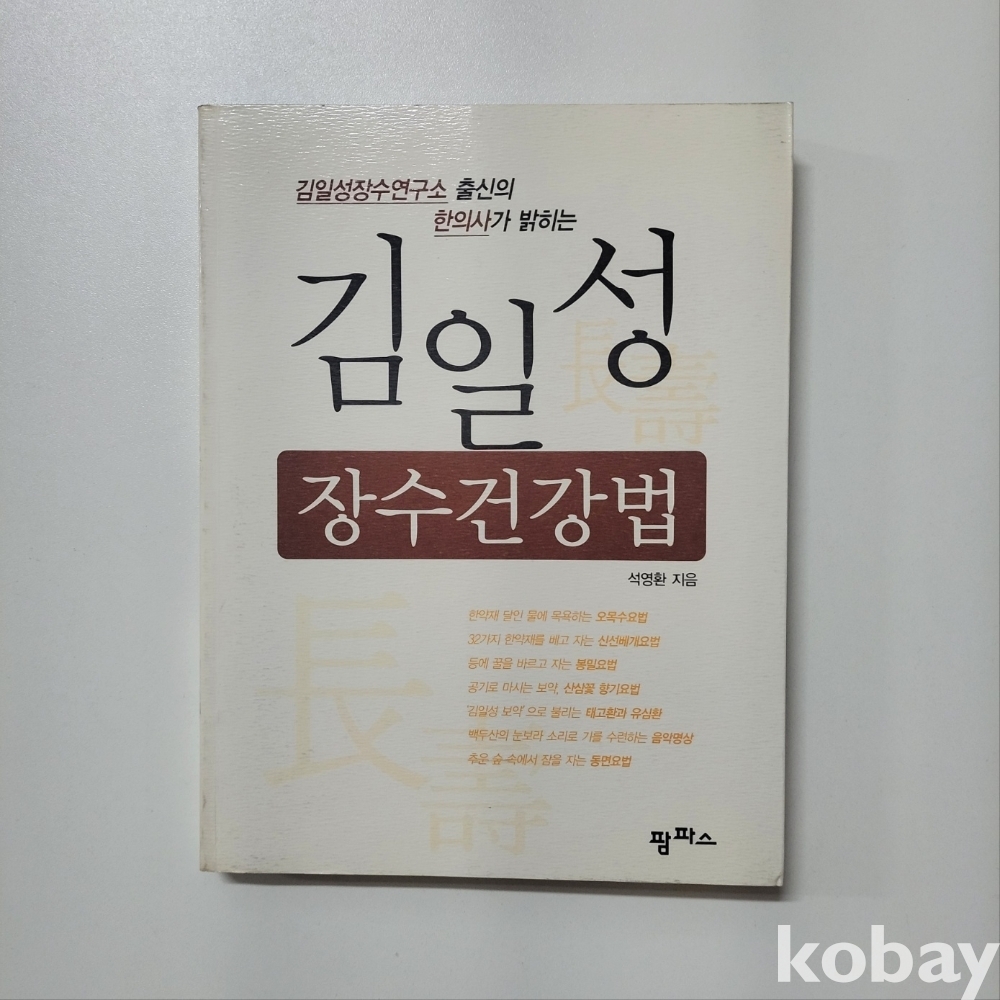 김일성장수연구소 출신의
한의사가 밝히는
김일성
長壽
장수건강법
석영환 지음
한약재 달인 물에 목욕하는 오목수요법
32가지 한약재를 베고 자는 신선베개요법
등에 꿀을 바르고 자는 봉밀요법
공기로 마시는 보약, 산삼꽃 향기요법
'김일성 보약'으로 불리는 태고환과 유심환
백두산의 눈보라 소리로 기를 수련하는 음악명상
추운 숲 속에서 잠을 자는 동면요법
長壽
팜파스
kobay